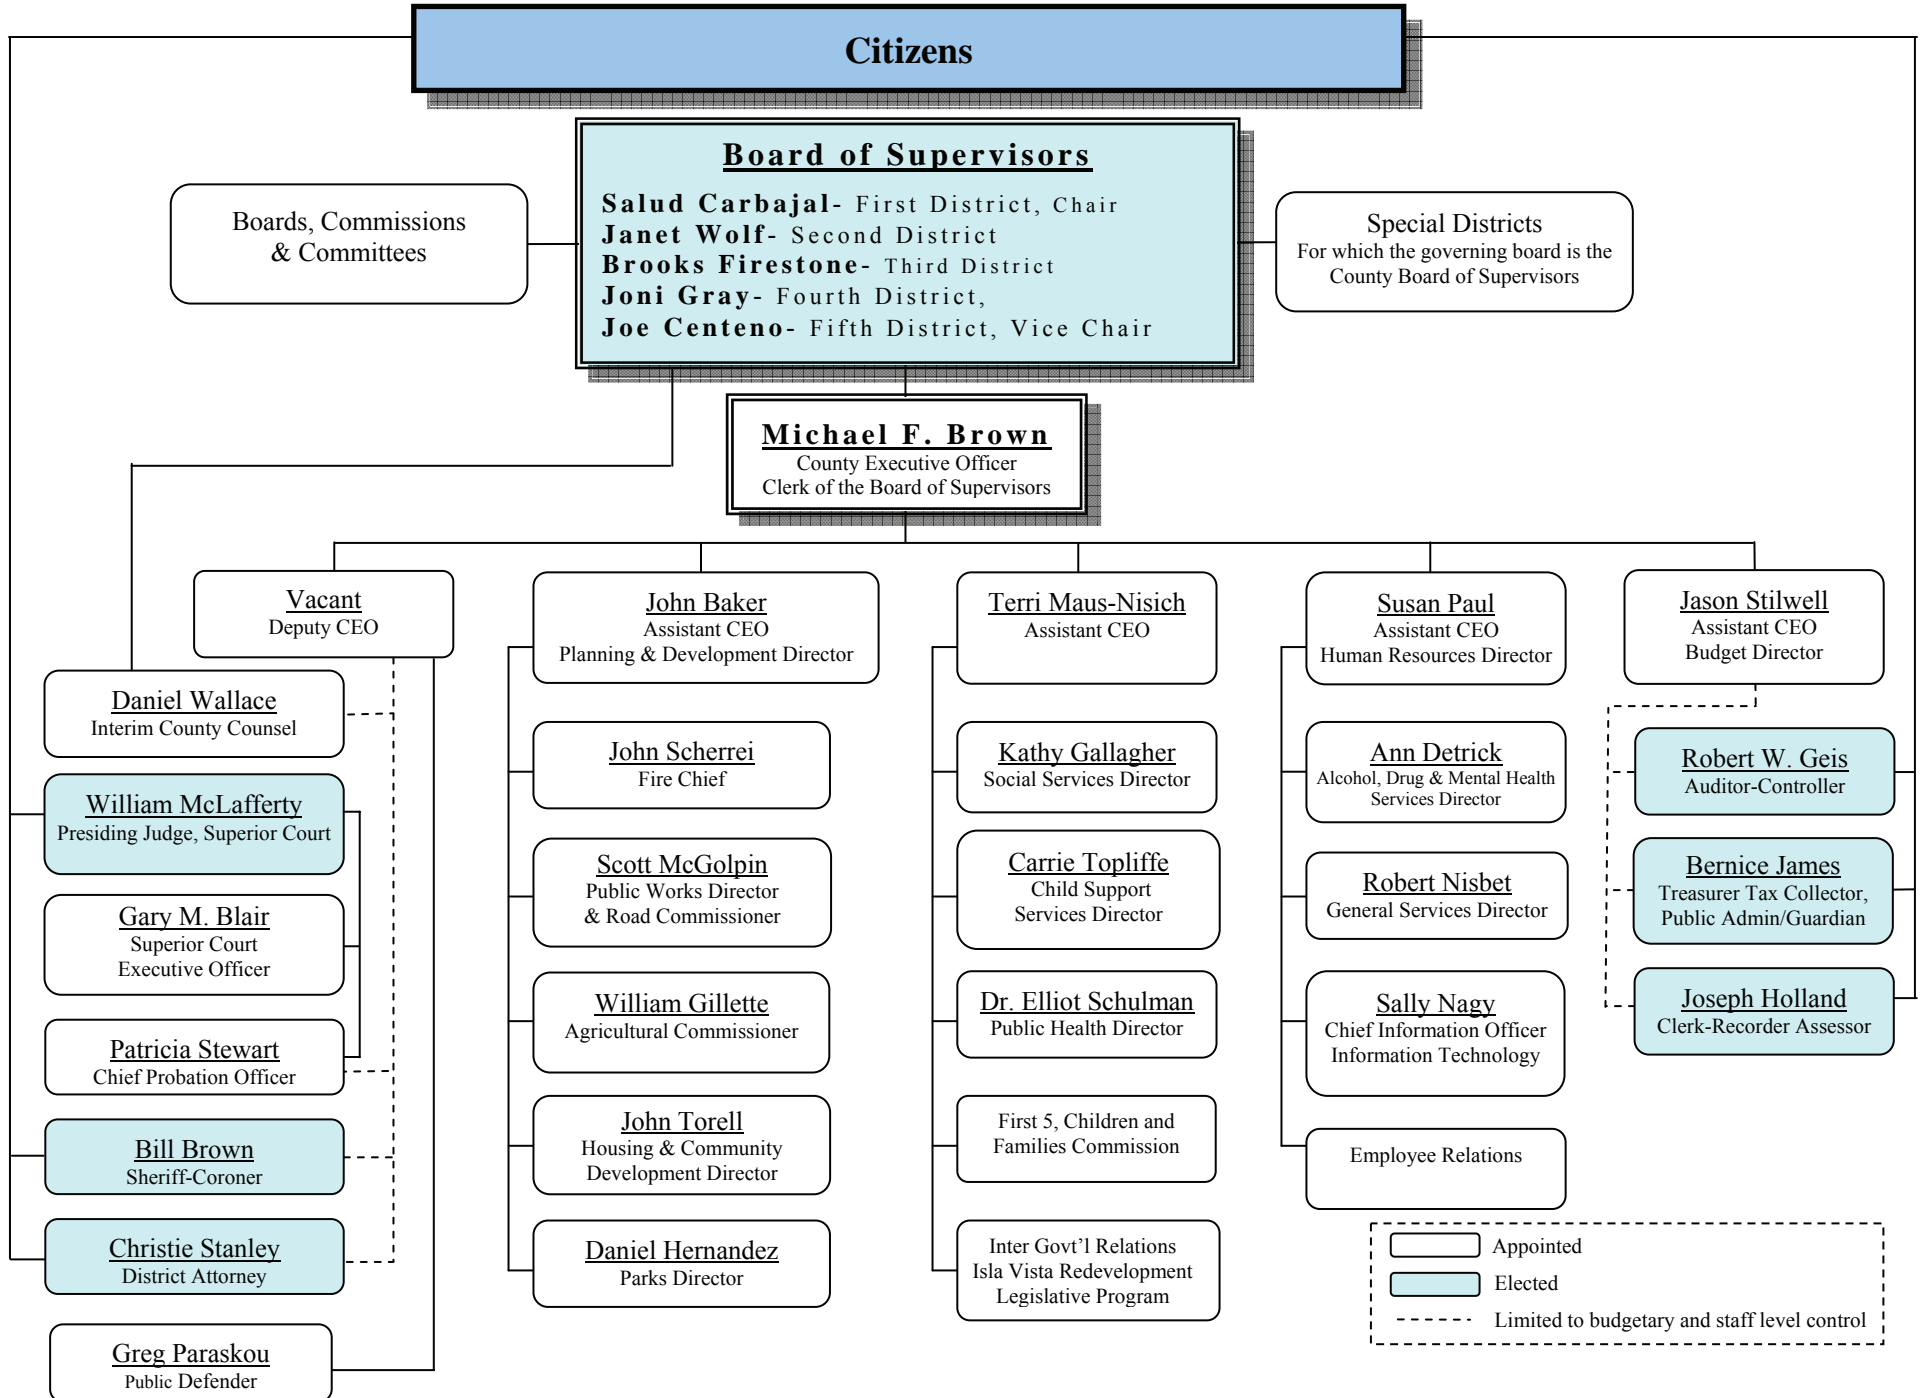 Citizens
Board of Supervisors
Salud Carbajal- First District, Chair
Janet Wolf- Second District
Brooks Firestone- Third District
Joni Gray- Fourth District,
Joe Centeno- Fifth District, Vice Chair
Boards, Commissions
& Committees
Special Districts
For which the governing board is the
County Board of Supervisors
Michael F. Brown
County Executive Officer
Clerk of the Board of Supervisors
Vacant
Deputy CEO
Daniel Wallace
Interim County Counsel
William McLafferty
Presiding Judge, Superior Court
Gary M. Blair
Superior Court
Executive Officer
Patricia Stewart
Chief Probation Officer
Bill Brown
Sheriff-Coroner
Christie Stanley
District Attorney
Greg Paraskou
Public Defender
John Baker
Assistant CEO
Planning & Development Director
John Scherrei
Fire Chief
Scott McGolpin
Public Works Director
& Road Commissioner
William Gillette
Agricultural Commissioner
John Torell
Housing & Community
Development Director
Daniel Hernandez
Parks Director
Terri Maus-Nisich
Assistant CEO
Kathy Gallagher
Social Services Director
Carrie Topliffe
Child Support
Services Director
Dr. Elliot Schulman
Public Health Director
First 5, Children and
Families Commission
Inter Govt’l Relations
Isla Vista Redevelopment
Legislative Program
Susan Paul
Assistant CEO
Human Resources Director
Ann Detrick
Alcohol, Drug & Mental Health
Services Director
Robert Nisbet
General Services Director
Sally Nagy
Chief Information Officer
Information Technology
Employee Relations
Jason Stilwell
Assistant CEO
Budget Director
Robert W. Geis
Auditor-Controller
Bernice James
Treasurer Tax Collector,
Public Admin/Guardian
Joseph Holland
Clerk-Recorder Assessor
Appointed
Elected
Limited to budgetary and staff level control